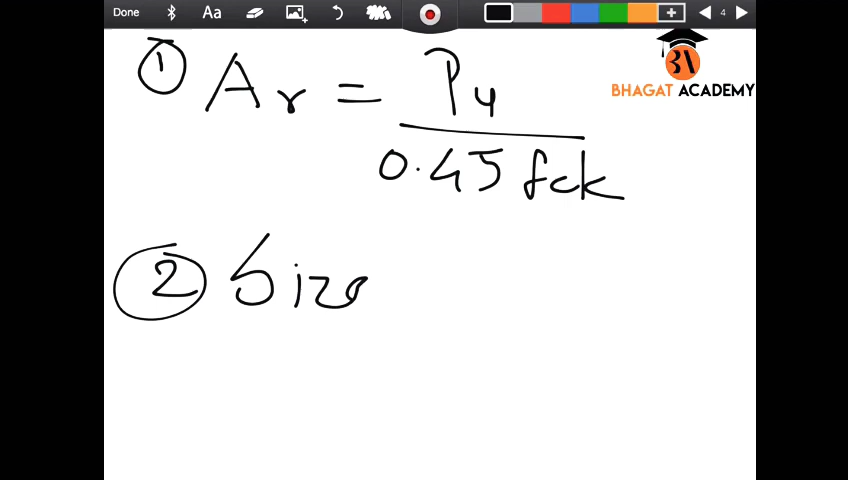 Done Aa 4
BHAGAT ACADEMY
① Ar = Pu
0.45 fck
② Size